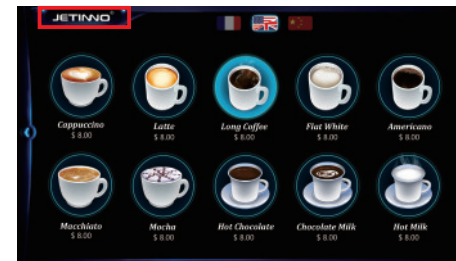 JETINNO
Cappuccino
$ 8.00
Latte
$ 8.00
Long Coffee
$ 8.00
Flat White
$ 8.00
Americano
$ 8.00
Macchiato
$ 8.00
Mocha
$ 8.00
Hot Chocolate
$ 8.00
Chocolate Milk
$ 8.00
Hot Milk
$ 8.00